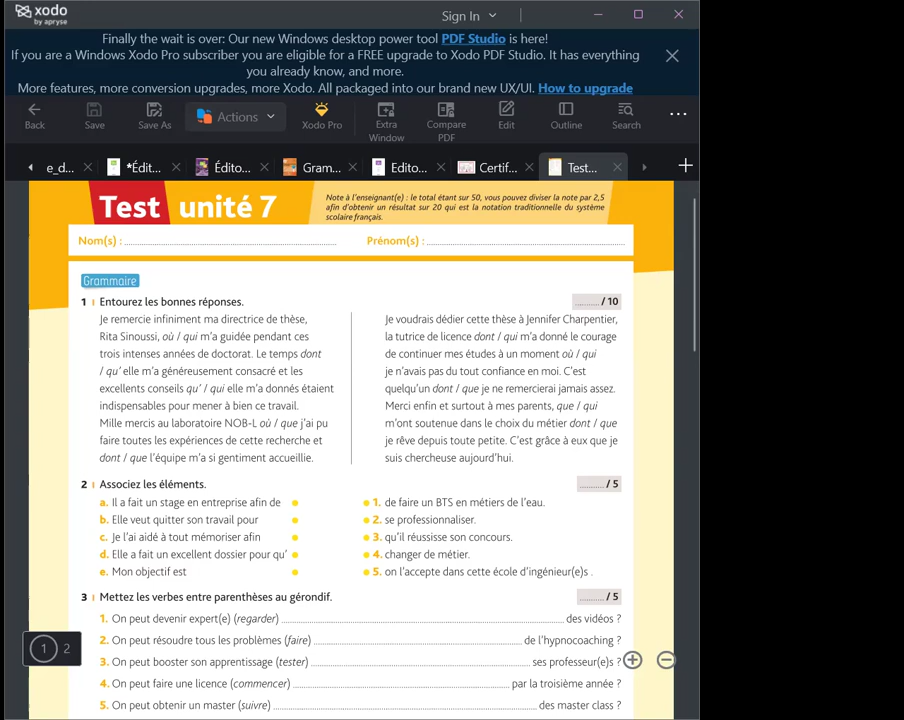 xodo
by apryse
Sign In
Finally the wait is over: Our new Windows desktop power tool PDF Studio is here!
If you are a Windows Xodo Pro subscriber you are eligible for a FREE upgrade to Xodo PDF Studio. It has everything
you already know, and more.
More features, more conversion upgrades, more Xodo. All packaged into our brand new UX/UI. How to upgrade
Back
Save
Save As
Actions
Xodo Pro
Extra Window
Compare PDF
Edit
Outline
Search
e_d...
*Édit...
Édito...
Gram...
Edito...
Certif...
Test...
Test unité 7
Note à l'enseignant(e) : le total étant sur 50, vous pouvez diviser la note par 2,5
afin d'obtenir un résultat sur 20 qui est la notation traditionnelle du système
scolaire français.
Nom(s) : Prénom(s) :
Grammaire
1 Entourez les bonnes réponses. / 10
Je remercie infiniment ma directrice de thèse,
Rita Sinoussi, où / qui m'a guidée pendant ces
trois intenses années de doctorat. Le temps dont
/ qu' elle m'a généreusement consacré et les
excellents conseils qu' / qui elle m'a donnés étaient
indispensables pour mener à bien ce travail.
Mille mercis au laboratoire NOB-L où / que j'ai pu
faire toutes les expériences de cette recherche et
dont / que l'équipe m'a si gentiment accueillie.
Je voudrais dédier cette thèse à Jennifer Charpentier,
la tutrice de licence dont / qui m'a donné le courage
de continuer mes études à un moment où / qui
je n'avais pas du tout confiance en moi. C'est
quelqu'un dont / que je ne remercierai jamais assez.
Merci enfin et surtout à mes parents, que / qui
m'ont soutenue dans le choix du métier dont / que
je rêve depuis toute petite. C'est grâce à eux que je
suis chercheuse aujourd'hui.
2 Associez les éléments. / 5
a. Il a fait un stage en entreprise afin de
b. Elle veut quitter son travail pour
c. Je l'ai aidé à tout mémoriser afin
d. Elle a fait un excellent dossier pour qu'
e. Mon objectif est
1. de faire un BTS en métiers de l'eau.
2. se professionnaliser.
3. qu'il réussisse son concours.
4. changer de métier.
5. on l'accepte dans cette école d'ingénieur(e)s .
3 Mettez les verbes entre parenthèses au gérondif. / 5
1. On peut devenir expert(e) (regarder) des vidéos ?
2. On peut résoudre tous les problèmes (faire) de l'hypnocoaching ?
3. On peut booster son apprentissage (tester) ses professeur(e)s ?
4. On peut faire une licence (commencer) par la troisième année ?
5. On peut obtenir un master (suivre) des master class ?
1 2